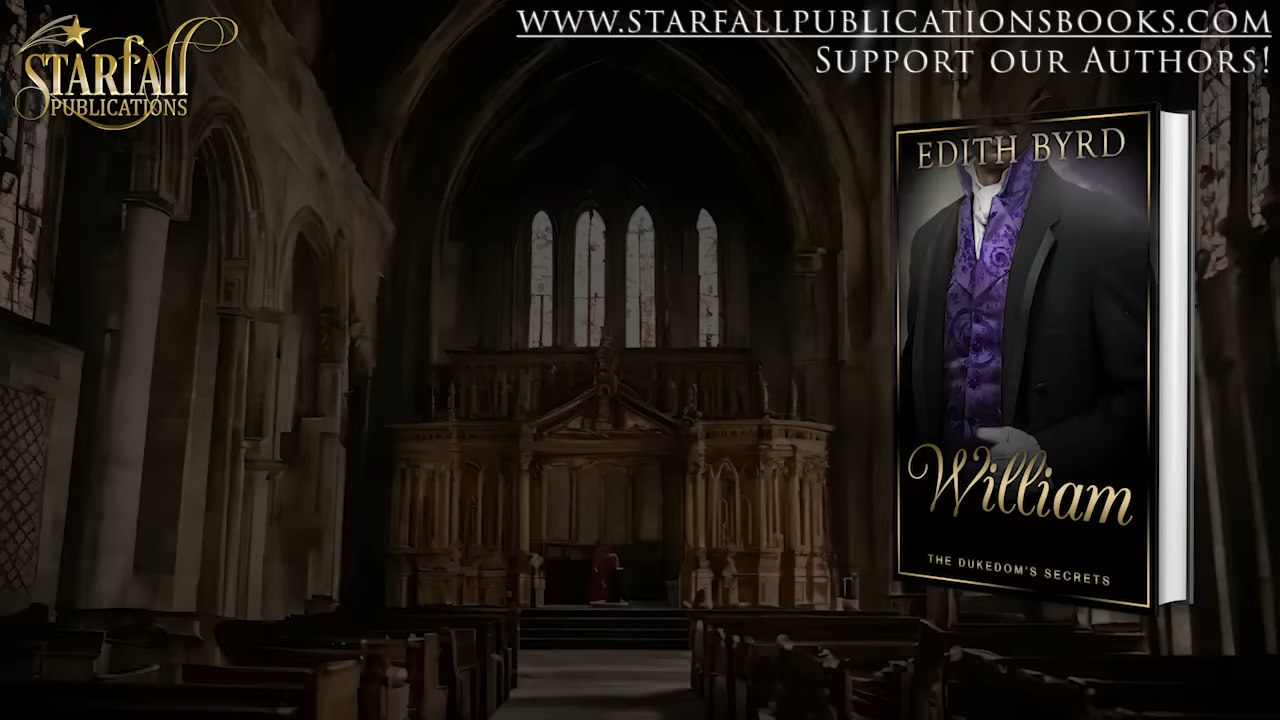 STARfall
PUBLICATIONS
WWW.STARFALLPUBLICATIONSBOOKS.COM
SUPPORT OUR AUTHORS!
EDITH BYRD
William
THE DUKEDOM'S SECRETS